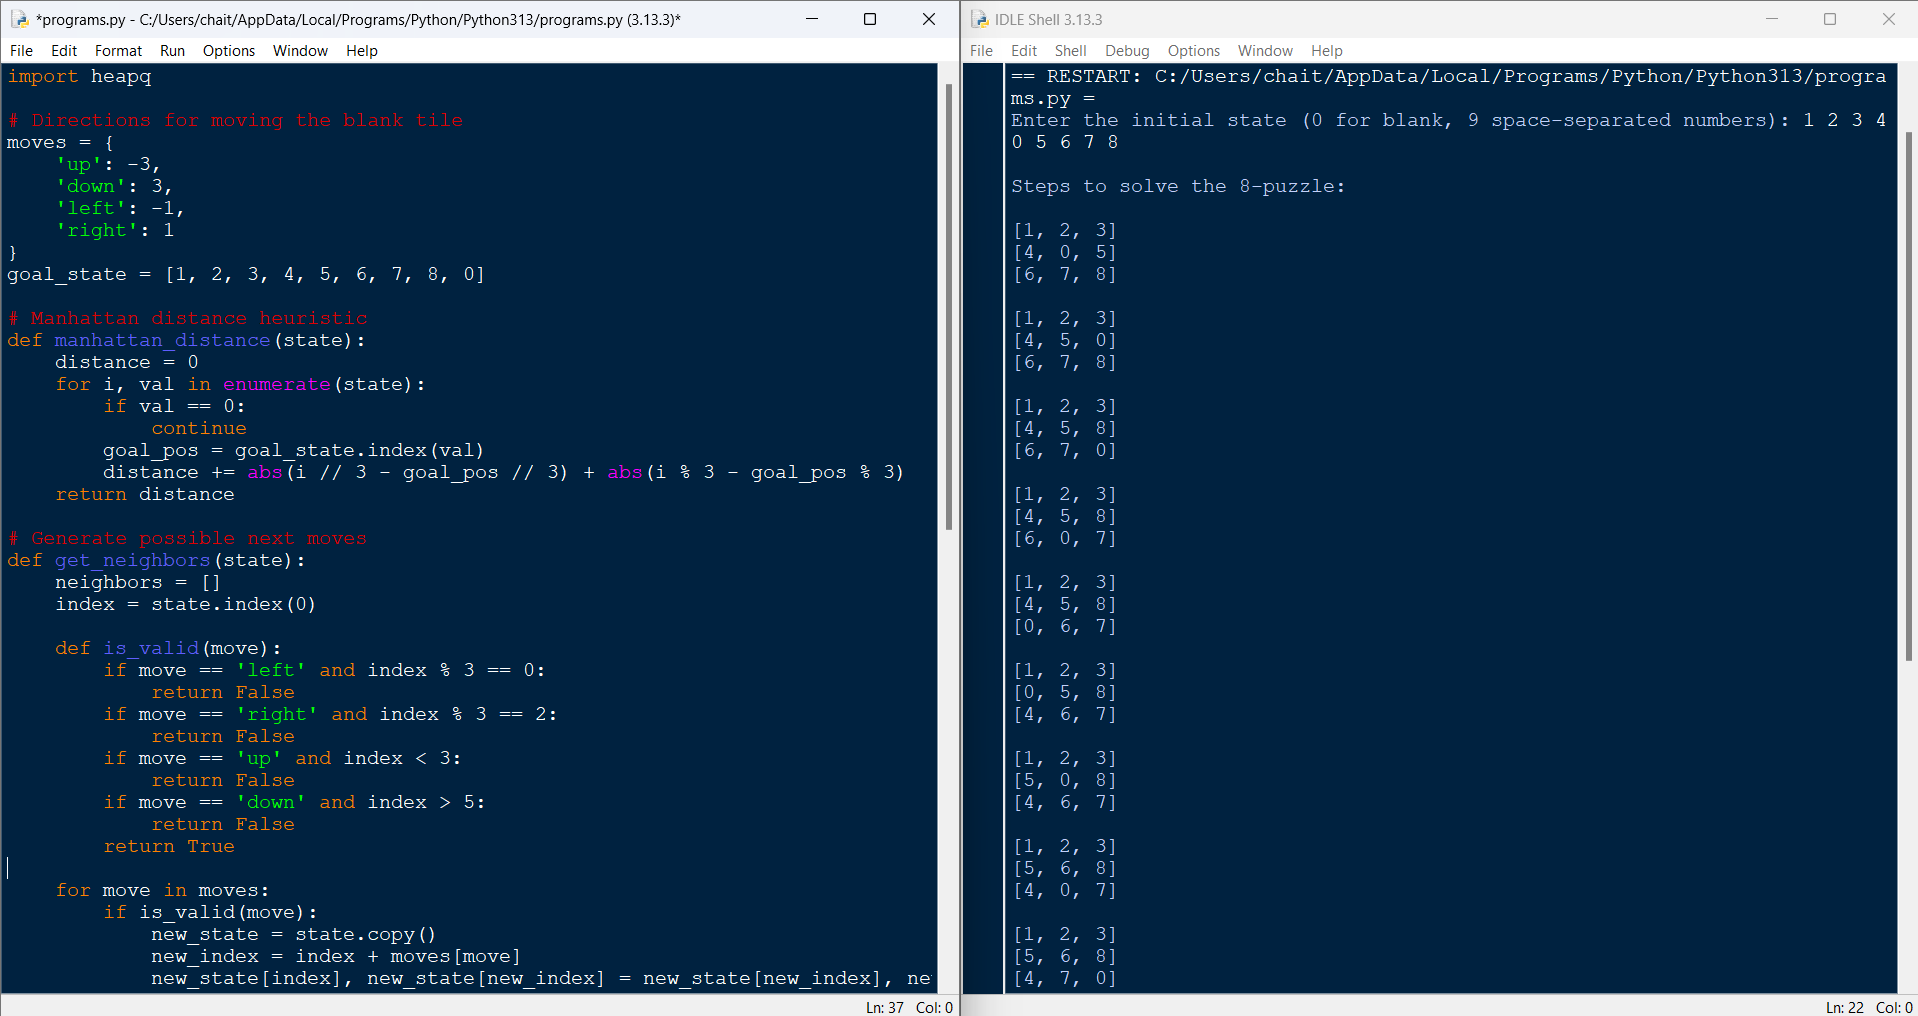 *programs.py - C:/Users/chait/AppData/Local/Programs/Python/Python313/programs.py (3.13.3)*
File Edit Format Run Options Window Help
import heapq

# Directions for moving the blank tile
moves = {
    'up': -3,
    'down': 3,
    'left': -1,
    'right': 1
}
goal_state = [1, 2, 3, 4, 5, 6, 7, 8, 0]

# Manhattan distance heuristic
def manhattan_distance(state):
    distance = 0
    for i, val in enumerate(state):
        if val == 0:
            continue
        goal_pos = goal_state.index(val)
        distance += abs(i // 3 - goal_pos // 3) + abs(i % 3 - goal_pos % 3)
    return distance

# Generate possible next moves
def get_neighbors(state):
    neighbors = []
    index = state.index(0)

    def is_valid(move):
        if move == 'left' and index % 3 == 0:
            return False
        if move == 'right' and index % 3 == 2:
            return False
        if move == 'up' and index < 3:
            return False
        if move == 'down' and index > 5:
            return False
        return True

    for move in moves:
        if is_valid(move):
            new_state = state.copy()
            new_index = index + moves[move]
            new_state[index], new_state[new_index] = new_state[new_index], ne
Ln: 37 Col: 0
IDLE Shell 3.13.3
File Edit Shell Debug Options Window Help
== RESTART: C:/Users/chait/AppData/Local/Programs/Python/Python313/progra
ms.py =
Enter the initial state (0 for blank, 9 space-separated numbers): 1 2 3 4
0 5 6 7 8

Steps to solve the 8-puzzle:

[1, 2, 3]
[4, 0, 5]
[6, 7, 8]

[1, 2, 3]
[4, 5, 0]
[6, 7, 8]

[1, 2, 3]
[4, 5, 8]
[6, 7, 0]

[1, 2, 3]
[4, 5, 8]
[6, 0, 7]

[1, 2, 3]
[4, 5, 8]
[0, 6, 7]

[1, 2, 3]
[0, 5, 8]
[4, 6, 7]

[1, 2, 3]
[5, 0, 8]
[4, 6, 7]

[1, 2, 3]
[5, 6, 8]
[4, 0, 7]

[1, 2, 3]
[5, 6, 8]
[4, 7, 0]
Ln: 22 Col: 0